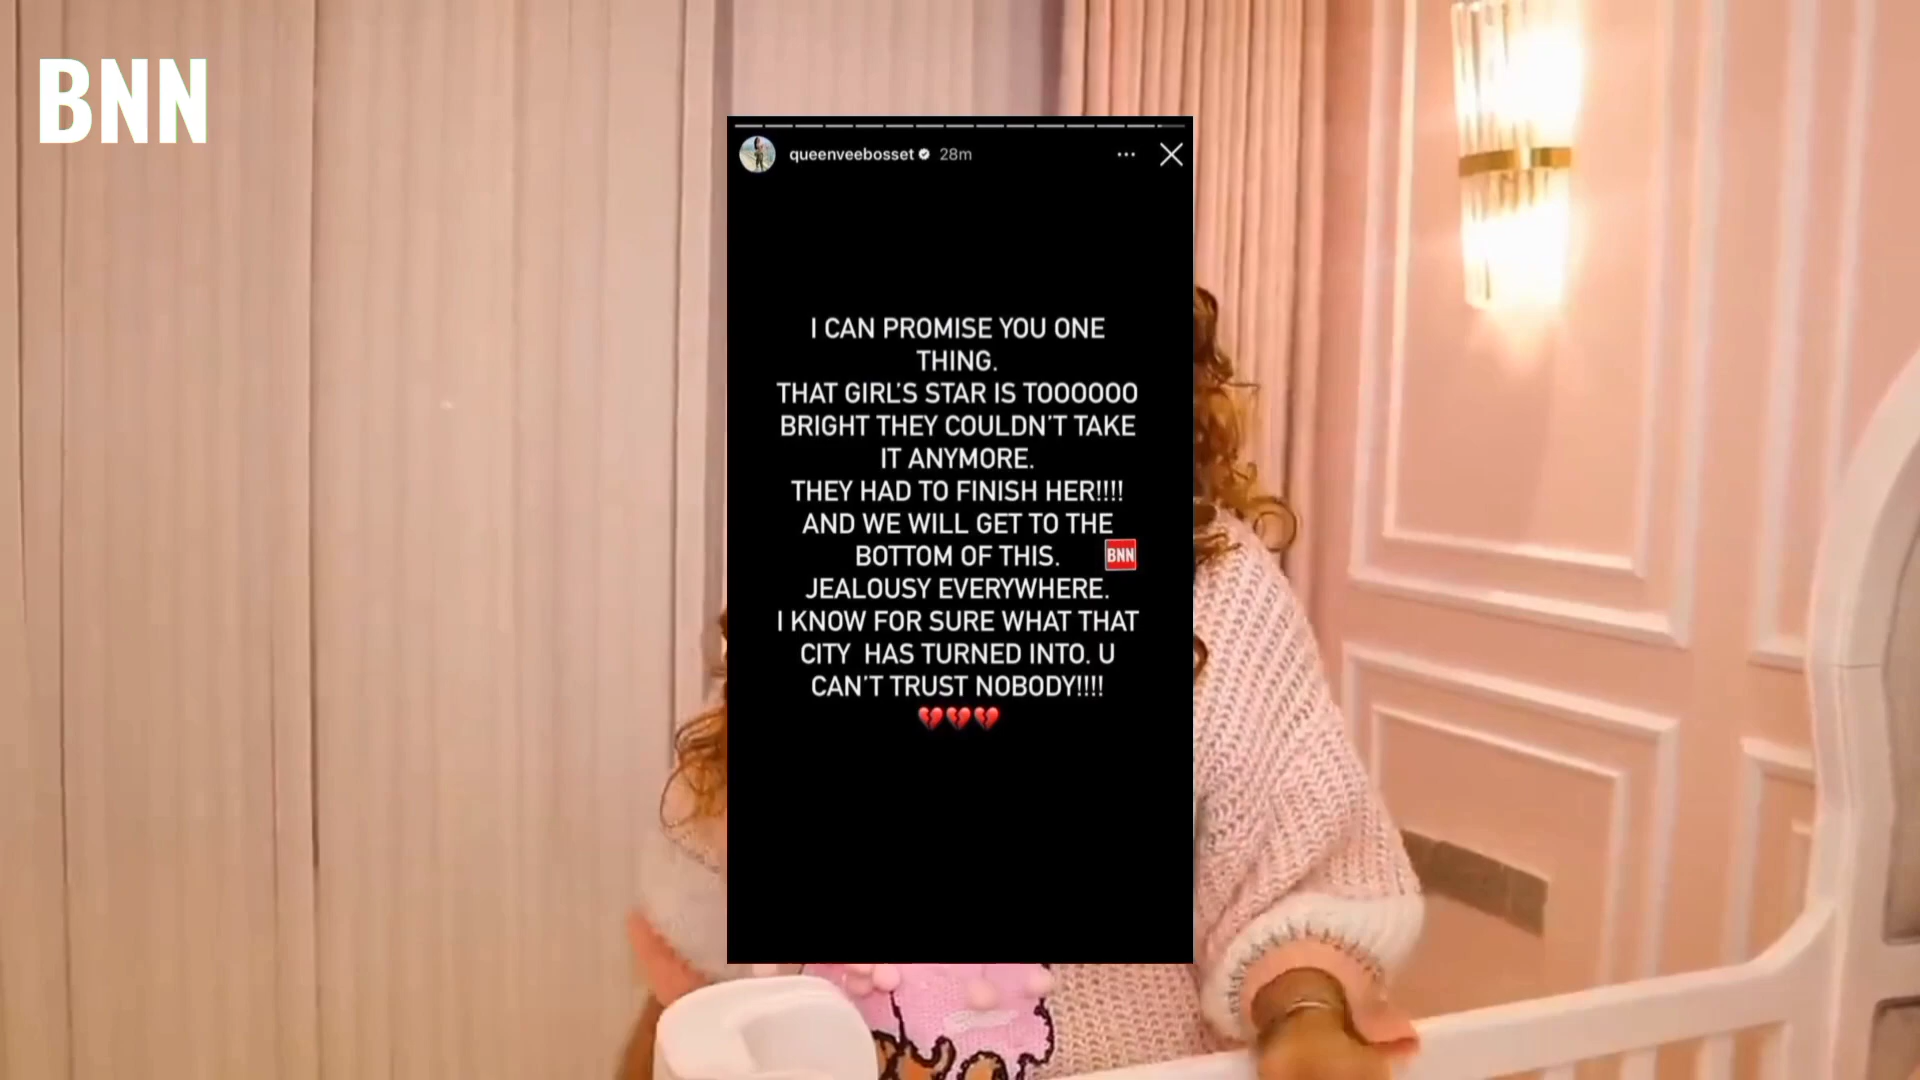 BNN
queenveebosset 28m
I CAN PROMISE YOU ONE
THING.
THAT GIRL'S STAR IS TOOOOOO
BRIGHT THEY COULDN'T TAKE
IT ANYMORE.
THEY HAD TO FINISH HER!!!!
AND WE WILL GET TO THE
BOTTOM OF THIS.
BNN
JEALOUSY EVERYWHERE.
I KNOW FOR SURE WHAT THAT
CITY HAS TURNED INTO. U
CAN'T TRUST NOBODY!!!!
💔💔💔